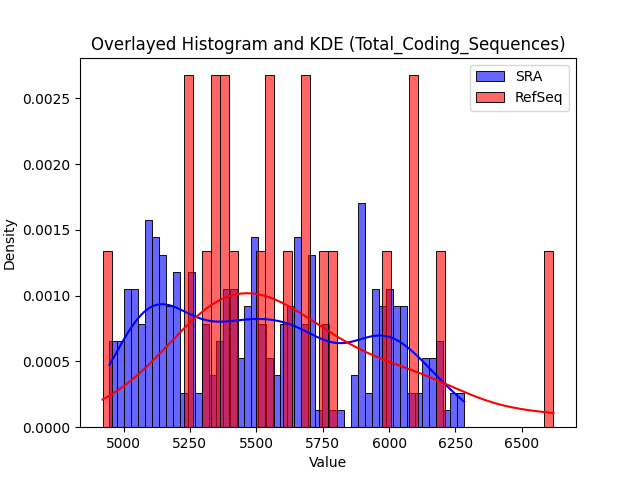 Overlayed Histogram and KDE (Total_Coding_Sequences)
SRA
RefSeq
Density
0.0025
0.0020
0.0015
0.0010
0.0005
0.0000
5000 5250 5500 5750 6000 6250 6500
Value